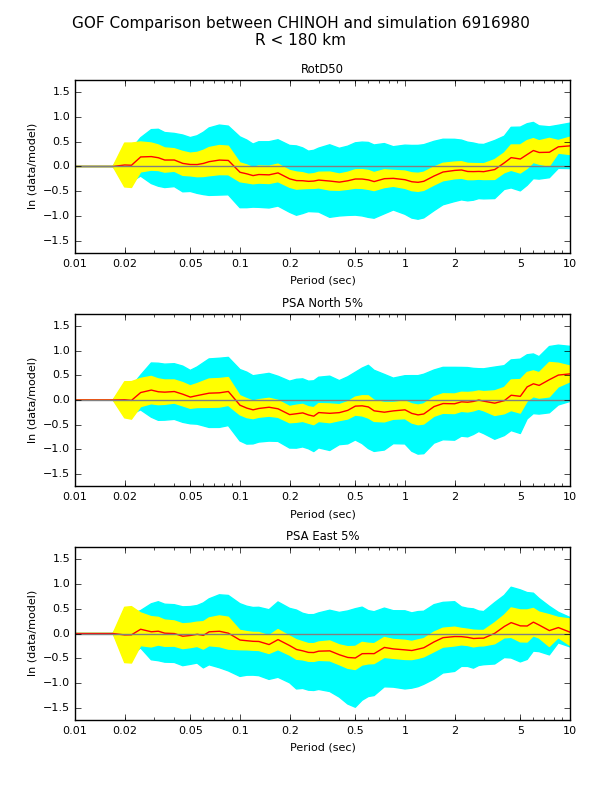 GOF Comparison between CHINOH and simulation 6916980
R < 180 km
RotD50
1.5
1.0
0.5
0.0
−0.5
−1.0
−1.5
ln (data/model)
0.01 0.02 0.05 0.1 0.2 0.5 1 2 5 10
Period (sec)
PSA North 5%
1.5
1.0
0.5
0.0
−0.5
−1.0
−1.5
ln (data/model)
0.01 0.02 0.05 0.1 0.2 0.5 1 2 5 10
Period (sec)
PSA East 5%
1.5
1.0
0.5
0.0
−0.5
−1.0
−1.5
ln (data/model)
0.01 0.02 0.05 0.1 0.2 0.5 1 2 5 10
Period (sec)